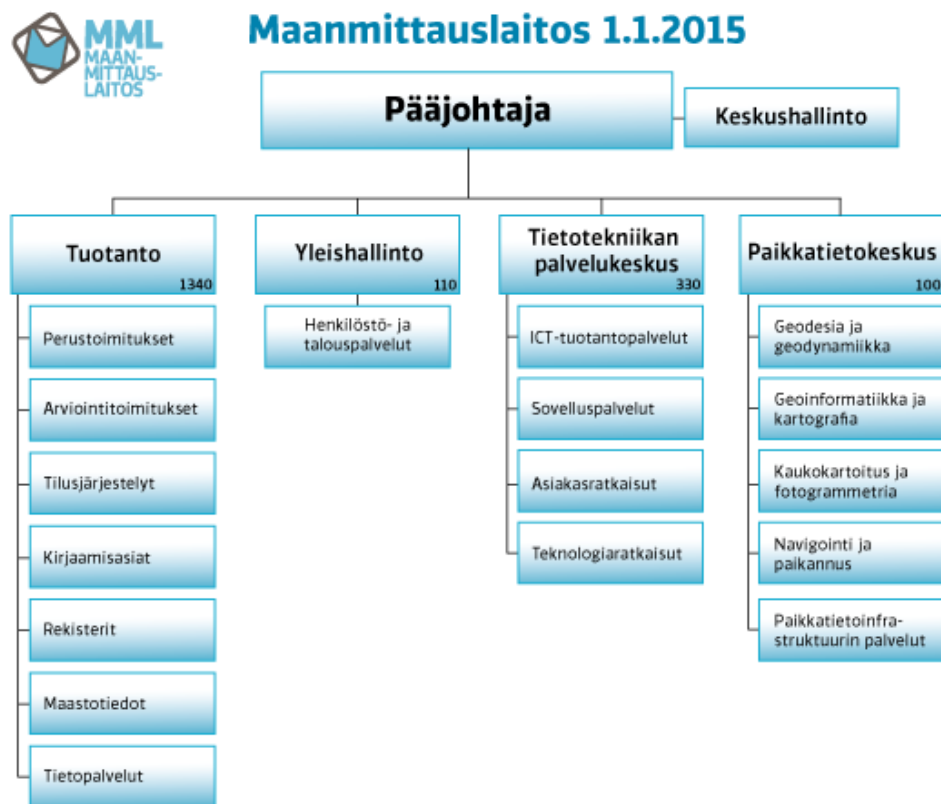 MML
MAAN-
MITTAUS-
LAITOS
Maanmittauslaitos 1.1.2015
Pääjohtaja
Keskushallinto
Tuotanto
1340
Perustoimitukset
Arviointitoimitukset
Tilusjärjestelyt
Kirjaamisasiat
Rekisterit
Maastotiedot
Tietopalvelut
Yleishallinto
110
Henkilöstö- ja
talouspalvelut
Tietotekniikan
palvelukeskus
330
ICT-tuotantopalvelut
Sovelluspalvelut
Asiakasratkaisut
Teknologiaratkaisut
Paikkatietokeskus
100
Geodesia ja
geodynamiikka
Geoinformatiikka ja
kartografia
Kaukokartoitus ja
fotogrammetria
Navigointi ja
paikannus
Paikkatietoinfra-
struktuurin palvelut